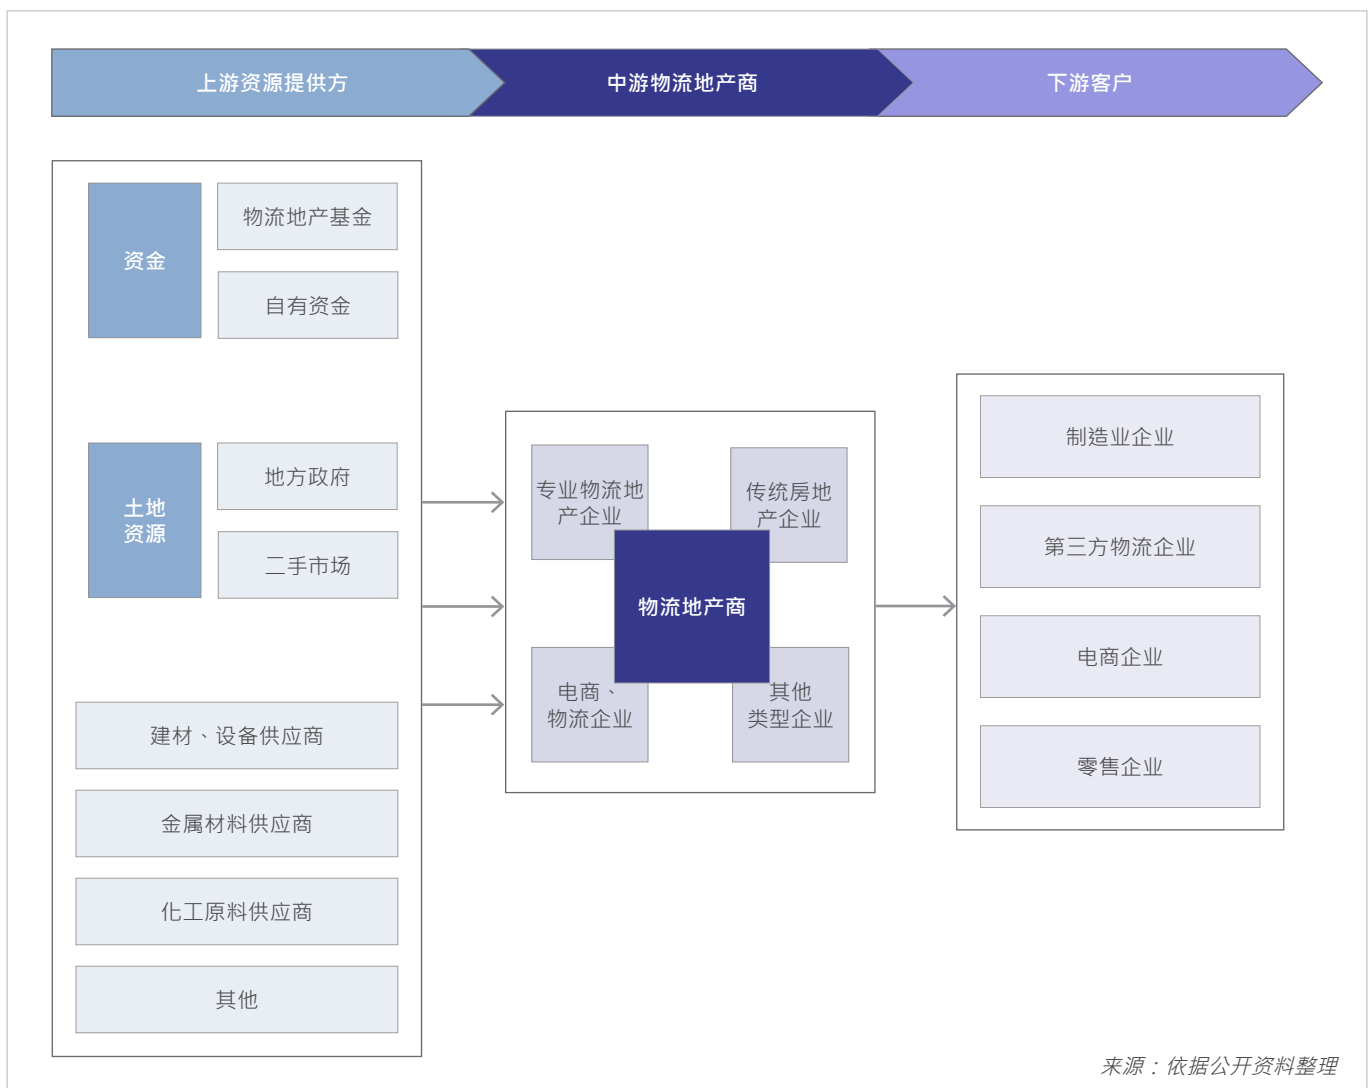 上游资源提供方
中游物流地产商
下游客户
资金
物流地产基金
自有资金
土地
资源
地方政府
二手市场
建材、设备供应商
金属材料供应商
化工原料供应商
其他
专业物流地
产企业
传统房地
产企业
物流地产商
电商、
物流企业
其他
类型企业
制造业企业
第三方物流企业
电商企业
零售企业
来源：依据公开资料整理